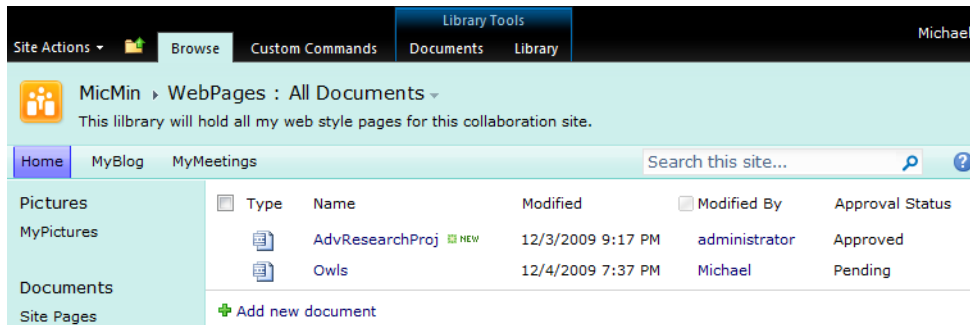 Library Tools
Site Actions Browse Custom Commands Documents Library Michael
MicMin WebPages : All Documents
This lilbrary will hold all my web style pages for this collaboration site.
Home MyBlog MyMeetings Search this site... ?
Pictures Type Name Modified Modified By Approval Status
MyPictures AdvResearchProj NEW 12/3/2009 9:17 PM administrator Approved
Owls 12/4/2009 7:37 PM Michael Pending
Documents
Site Pages Add new document